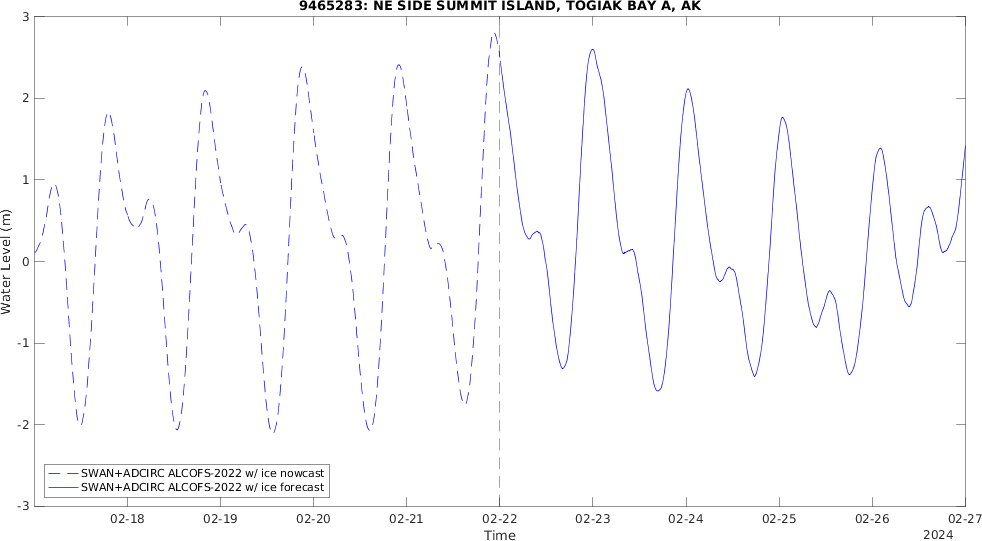 9465283: NE SIDE SUMMIT ISLAND, TOGIAK BAY A, AK
3
2
1
0
-1
-2
-3
Water Level (m)
SWAN+ADCIRC ALCOFS-2022 w/ ice nowcast
SWAN+ADCIRC ALCOFS-2022 w/ ice forecast
02-18 02-19 02-20 02-21 02-22 02-23 02-24 02-25 02-26 02-27
Time
2024